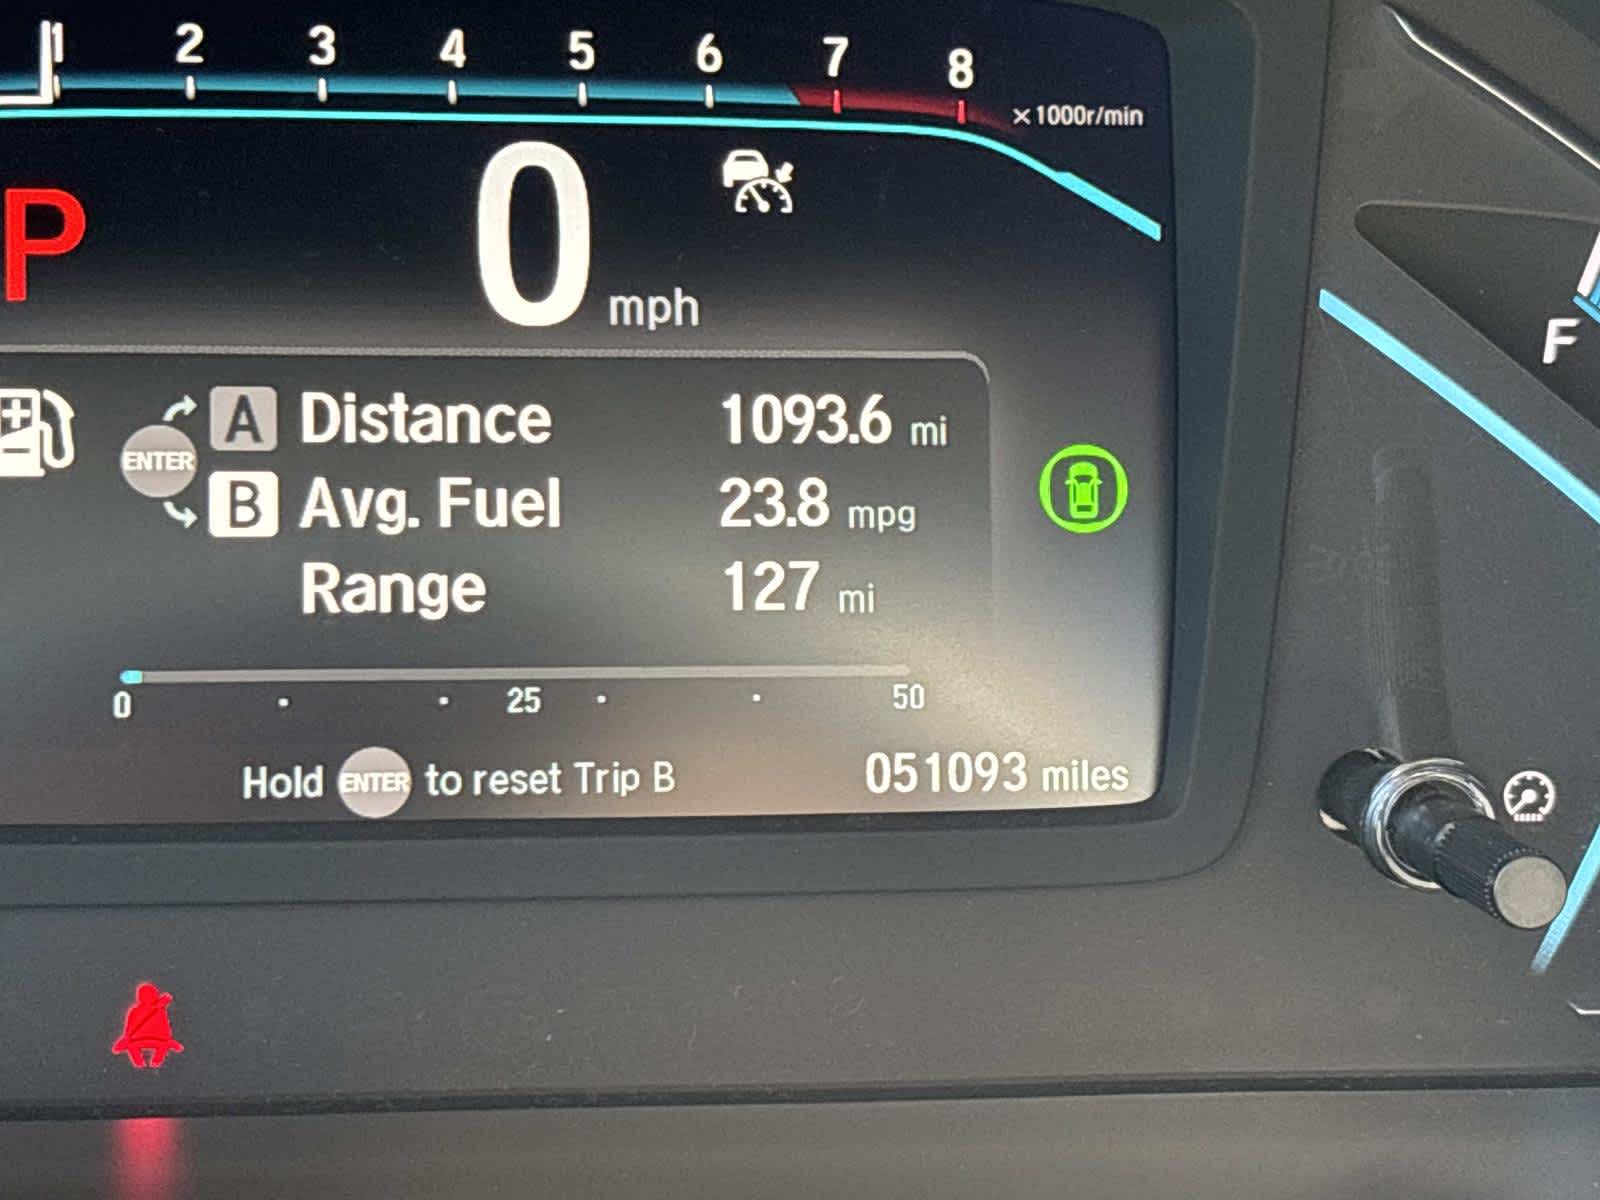 1 2 3 4 5 6 7 8
×1000r/min
P
0 mph
F
A Distance 1093.6 mi
ENTER
B Avg. Fuel 23.8 mpg
Range 127 mi
0 25 50
Hold ENTER to reset Trip B
051093 miles